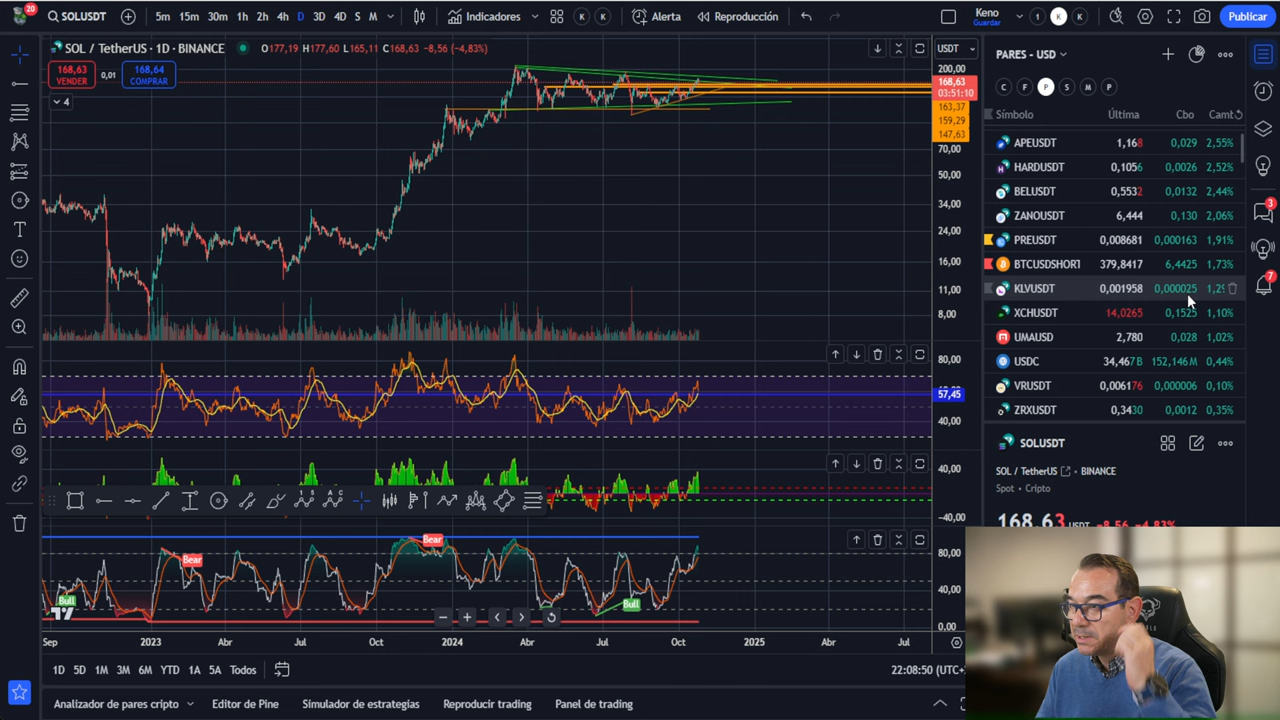 20
SOLUSDT
5m 15m 30m 1h 2h 4h D 3D 4D S M
Indicadores
K K
Alerta
Reproducción
Keno
Guardar
1 K K
Publicar
SOL / TetherUS · 1D · BINANCE
O177,19 H177,60 L165,11 C168,63 −8,56 (−4,83%)
USDT
168,63
VENDER
0,01
168,64
COMPRAR
4
200,00
168,63
03:51:10
163,37
159,29
147,63
70,00
50,00
34,00
24,00
16,00
11,00
8,00
80,00
57,45
40,00
40,00
−40,00
80,00
40,00
0,00
Bear
Bear
Bull
Bull
Sep 2023 Abr Jul Oct 2024 Abr Jul Oct 2025 Abr Jul
1D 5D 1M 3M 6M YTD 1A 5A Todos
22:08:50 (UTC+
Analizador de pares cripto
Editor de Pine
Simulador de estrategias
Reproducir trading
Panel de trading
PARES - USD
C F P S M P
Símbolo Última Cbo Camt
APEUSDT 1,168 0,029 2,55%
HARDUSDT 0,1056 0,0026 2,52%
BELUSDT 0,5532 0,0132 2,44%
ZANOUSDT 6,444 0,130 2,06%
PREUSDT 0,008681 0,000163 1,91%
BTCUSDSHORT 379,8417 6,4425 1,73%
KLVUSDT 0,001958 0,000025 1,29
XCHUSDT 14,0265 0,1525 1,10%
UMAUSD 2,780 0,028 1,02%
USDC 34,467B 152,146M 0,44%
VRUSDT 0,006176 0,000006 0,10%
ZRXUSDT 0,3430 0,0012 0,35%
SOLUSDT
SOL / TetherUS · BINANCE
Spot · Cripto
168,63 USDT −8,56 −4,83%
3
7